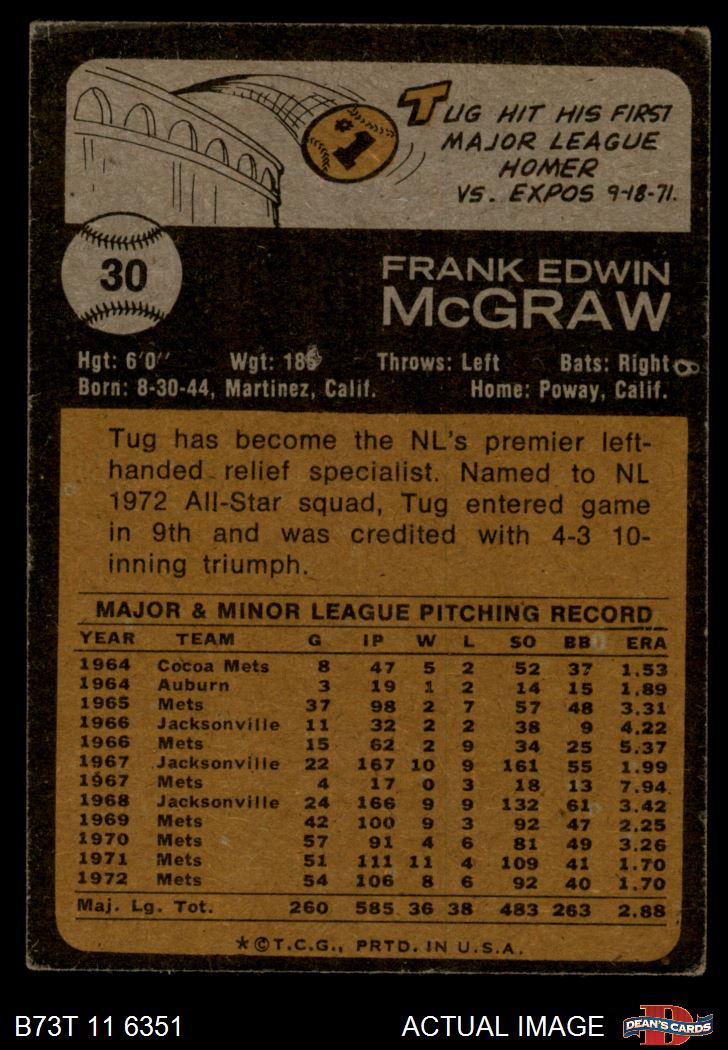 #1
TUG HIT HIS FIRST
MAJOR LEAGUE
HOMER
VS. EXPOS 9-18-71.
30
FRANK EDWIN
McGRAW
Hgt: 6'0" Wgt: 185 Throws: Left Bats: Right
Born: 8-30-44, Martinez, Calif. Home: Poway, Calif.
Tug has become the NL's premier left-
handed relief specialist. Named to NL
1972 All-Star squad, Tug entered game
in 9th and was credited with 4-3 10-
inning triumph.
MAJOR & MINOR LEAGUE PITCHING RECORD
YEAR TEAM G IP W L SO BB ERA
1964 Cocoa Mets 8 47 5 2 52 37 1.53
1964 Auburn 3 19 1 2 14 15 1.89
1965 Mets 37 98 2 7 57 48 3.31
1966 Jacksonville 11 32 2 2 38 9 4.22
1966 Mets 15 62 2 9 34 25 5.37
1967 Jacksonville 22 167 10 9 161 55 1.99
1967 Mets 4 17 0 3 18 13 7.94
1968 Jacksonville 24 166 9 9 132 61 3.42
1969 Mets 42 100 9 3 92 47 2.25
1970 Mets 57 91 4 6 81 49 3.26
1971 Mets 51 111 11 4 109 41 1.70
1972 Mets 54 106 8 6 92 40 1.70
Maj. Lg. Tot. 260 585 36 38 483 263 2.88
*©T.C.G., PRTD. IN U.S.A.
B73T 11 6351 ACTUAL IMAGE D DEAN'S CARDS